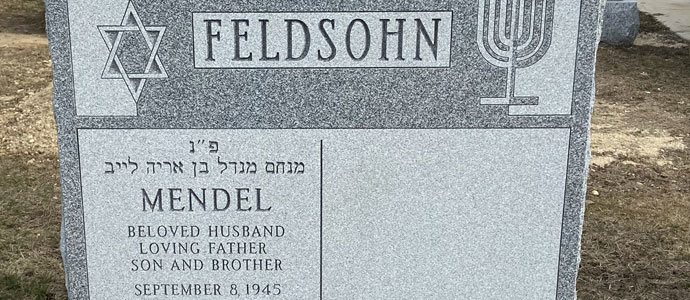 FELDSOHN
פ״נ
מנחם מנדל בן אריה לייב
MENDEL
BELOVED HUSBAND
LOVING FATHER
SON AND BROTHER
SEPTEMBER 8, 1945